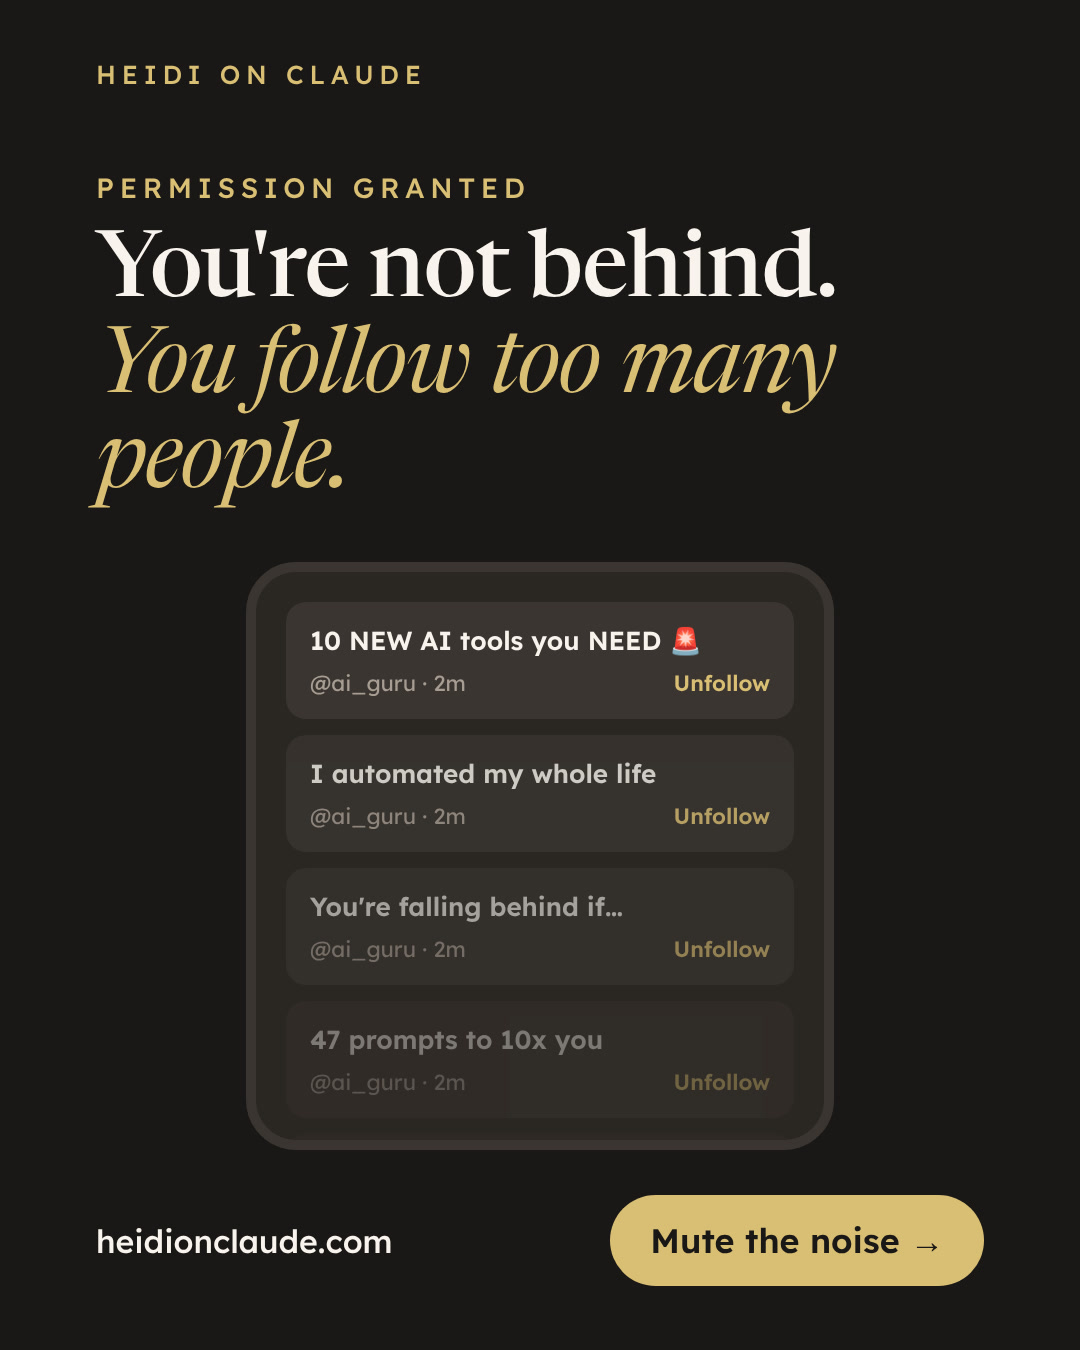 HEIDI ON CLAUDE
PERMISSION GRANTED
You're not behind.
You follow too many
people.
10 NEW AI tools you NEED 🚨
@ai_guru · 2m Unfollow
I automated my whole life
@ai_guru · 2m Unfollow
You're falling behind if...
@ai_guru · 2m Unfollow
47 prompts to 10x you
@ai_guru · 2m Unfollow
heidionclaude.com
Mute the noise →